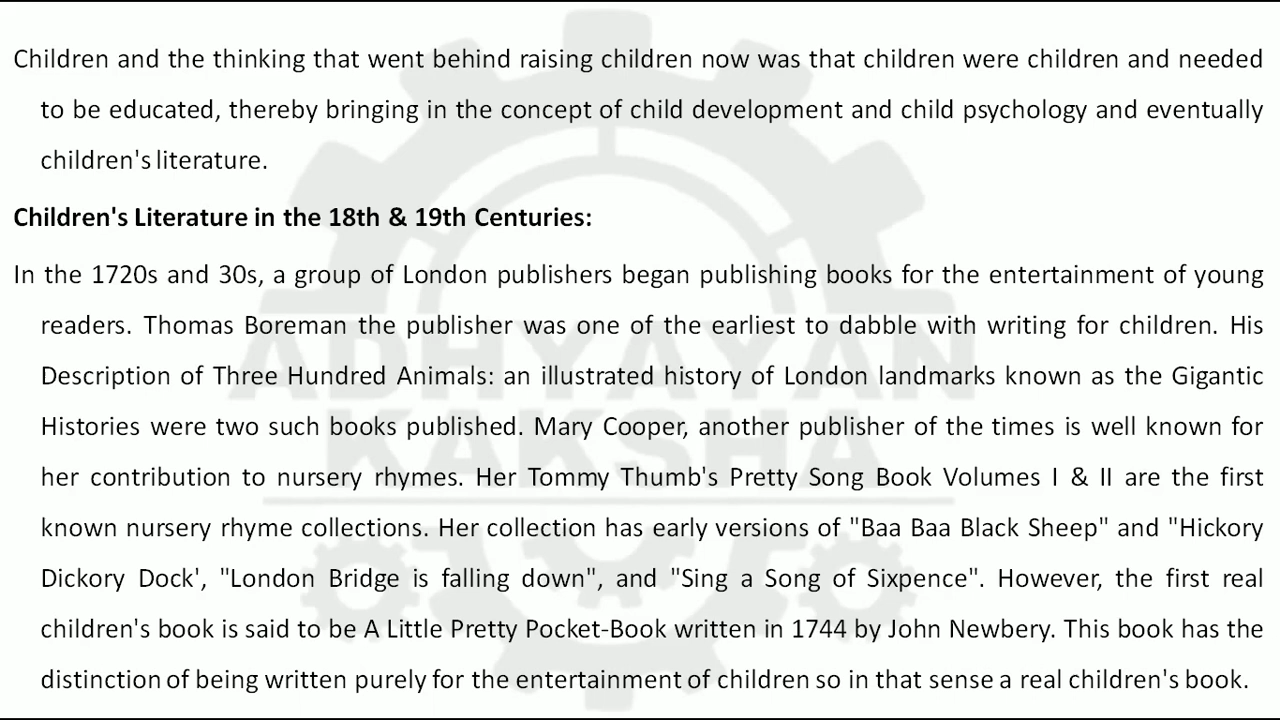 Children and the thinking that went behind raising children now was that children were children and needed
to be educated, thereby bringing in the concept of child development and child psychology and eventually
children's literature.
Children's Literature in the 18th & 19th Centuries:
In the 1720s and 30s, a group of London publishers began publishing books for the entertainment of young
readers. Thomas Boreman the publisher was one of the earliest to dabble with writing for children. His
Description of Three Hundred Animals: an illustrated history of London landmarks known as the Gigantic
Histories were two such books published. Mary Cooper, another publisher of the times is well known for
her contribution to nursery rhymes. Her Tommy Thumb's Pretty Song Book Volumes I & II are the first
known nursery rhyme collections. Her collection has early versions of "Baa Baa Black Sheep" and "Hickory
Dickory Dock', "London Bridge is falling down", and "Sing a Song of Sixpence". However, the first real
children's book is said to be A Little Pretty Pocket-Book written in 1744 by John Newbery. This book has the
distinction of being written purely for the entertainment of children so in that sense a real children's book.
ADHYAYAN
KAKSHA